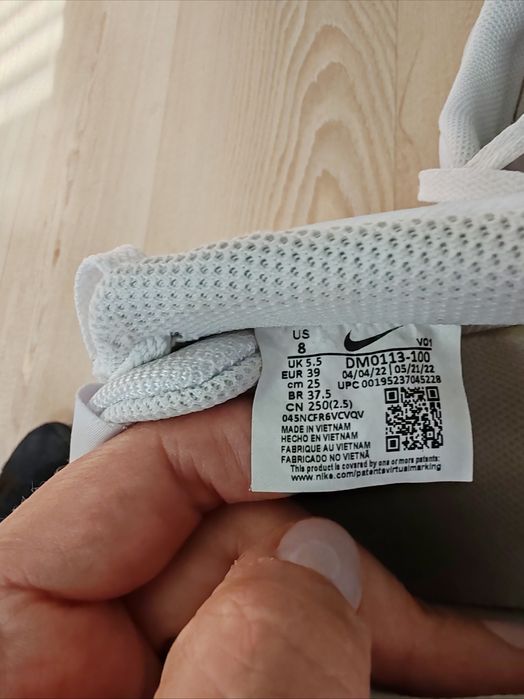 US
8
V01
UK 5.5
DM0113-100
EUR 39
04/04/22
05/21/22
cm 25
UPC 00195237045228
BR 37.5
CN 250(2.5)
045NCFR6VCVQV
MADE IN VIETNAM
HECHO EN VIETNAM
FABRIQUE AU VIETNAM
FABRICADO NO VIETNÃ
This product is covered by one or more patents:
www.nike.com/patentsvirtualmarking